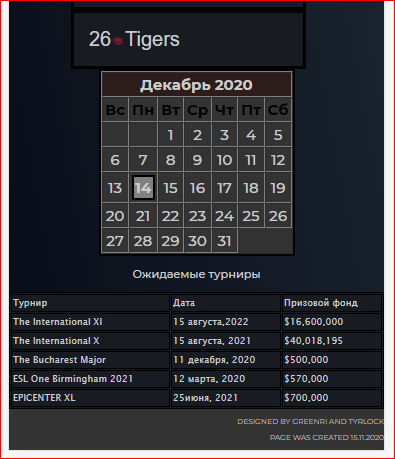 26 Tigers
Декабрь 2020
Вс Пн Вт Ср Чт Пт Сб
1 2 3 4 5
6 7 8 9 10 11 12
13 14 15 16 17 18 19
20 21 22 23 24 25 26
27 28 29 30 31
Ожидаемые турниры
Турнир Дата Призовой фонд
The International XI 15 августа,2022 $16,600,000
The International X 15 августа, 2021 $40,018,195
The Bucharest Major 11 декабря, 2020 $500,000
ESL One Birmingham 2021 12 марта, 2020 $570,000
EPICENTER XL 25июня, 2021 $700,000
DESIGNED BY GREENRI AND TYRLOCK
PAGE WAS CREATED 15.11.2020